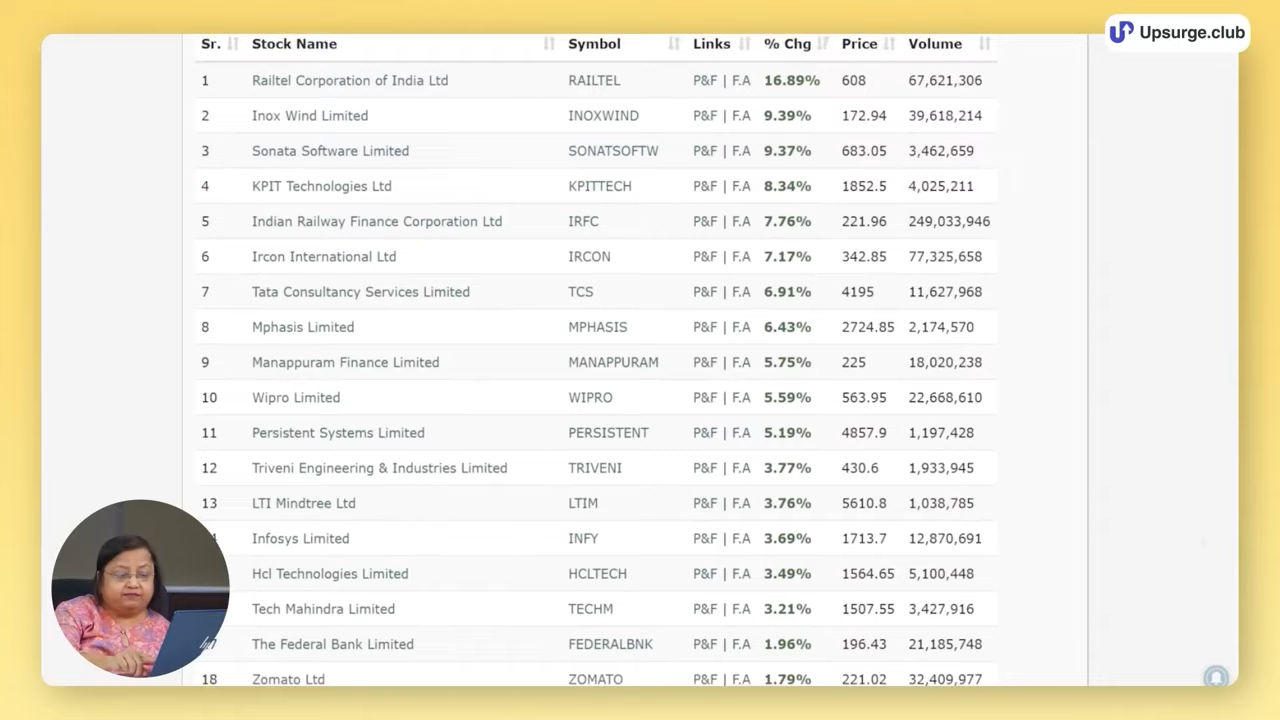 Upsurge.club
Sr. Stock Name Symbol Links % Chg Price Volume
1 Railtel Corporation of India Ltd RAILTEL P&F | F.A 16.89% 608 67,621,306
2 Inox Wind Limited INOXWIND P&F | F.A 9.39% 172.94 39,618,214
3 Sonata Software Limited SONATSOFTW P&F | F.A 9.37% 683.05 3,462,659
4 KPIT Technologies Ltd KPITTECH P&F | F.A 8.34% 1852.5 4,025,211
5 Indian Railway Finance Corporation Ltd IRFC P&F | F.A 7.76% 221.96 249,033,946
6 Ircon International Ltd IRCON P&F | F.A 7.17% 342.85 77,325,658
7 Tata Consultancy Services Limited TCS P&F | F.A 6.91% 4195 11,627,968
8 Mphasis Limited MPHASIS P&F | F.A 6.43% 2724.85 2,174,570
9 Manappuram Finance Limited MANAPPURAM P&F | F.A 5.75% 225 18,020,238
10 Wipro Limited WIPRO P&F | F.A 5.59% 563.95 22,668,610
11 Persistent Systems Limited PERSISTENT P&F | F.A 5.19% 4857.9 1,197,428
12 Triveni Engineering & Industries Limited TRIVENI P&F | F.A 3.77% 430.6 1,933,945
13 LTI Mindtree Ltd LTIM P&F | F.A 3.76% 5610.8 1,038,785
Infosys Limited INFY P&F | F.A 3.69% 1713.7 12,870,691
Hcl Technologies Limited HCLTECH P&F | F.A 3.49% 1564.65 5,100,448
Tech Mahindra Limited TECHM P&F | F.A 3.21% 1507.55 3,427,916
The Federal Bank Limited FEDERALBNK P&F | F.A 1.96% 196.43 21,185,748
18 Zomato Ltd ZOMATO P&F | F.A 1.79% 221.02 32,409,977